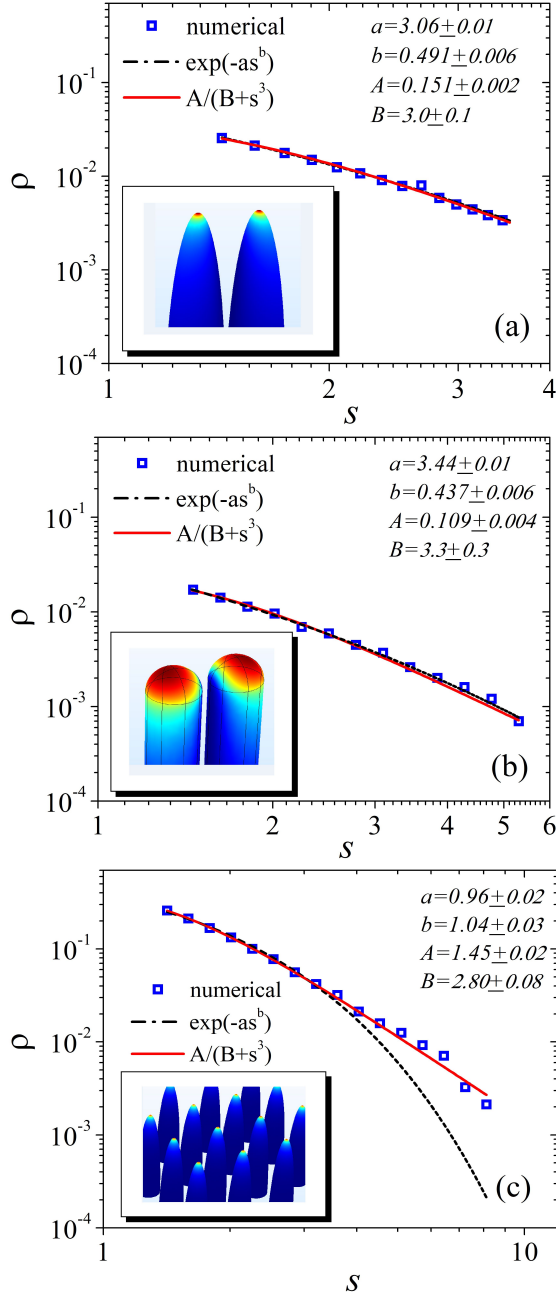 numerical
exp(-as^b)
A/(B+s^3)
a=3.06±0.01
b=0.491±0.006
A=0.151±0.002
B=3.0±0.1
10^-1
10^-2
10^-3
10^-4
ρ
(a)
1 2 3 4
s
numerical
exp(-as^b)
A/(B+s^3)
a=3.44±0.01
b=0.437±0.006
A=0.109±0.004
B=3.3±0.3
10^-1
10^-2
10^-3
10^-4
ρ
(b)
1 2 3 4 5 6
s
a=0.96±0.02
b=1.04±0.03
A=1.45±0.02
B=2.80±0.08
numerical
exp(-as^b)
A/(B+s^3)
10^-1
10^-2
10^-3
10^-4
ρ
(c)
1 10
s